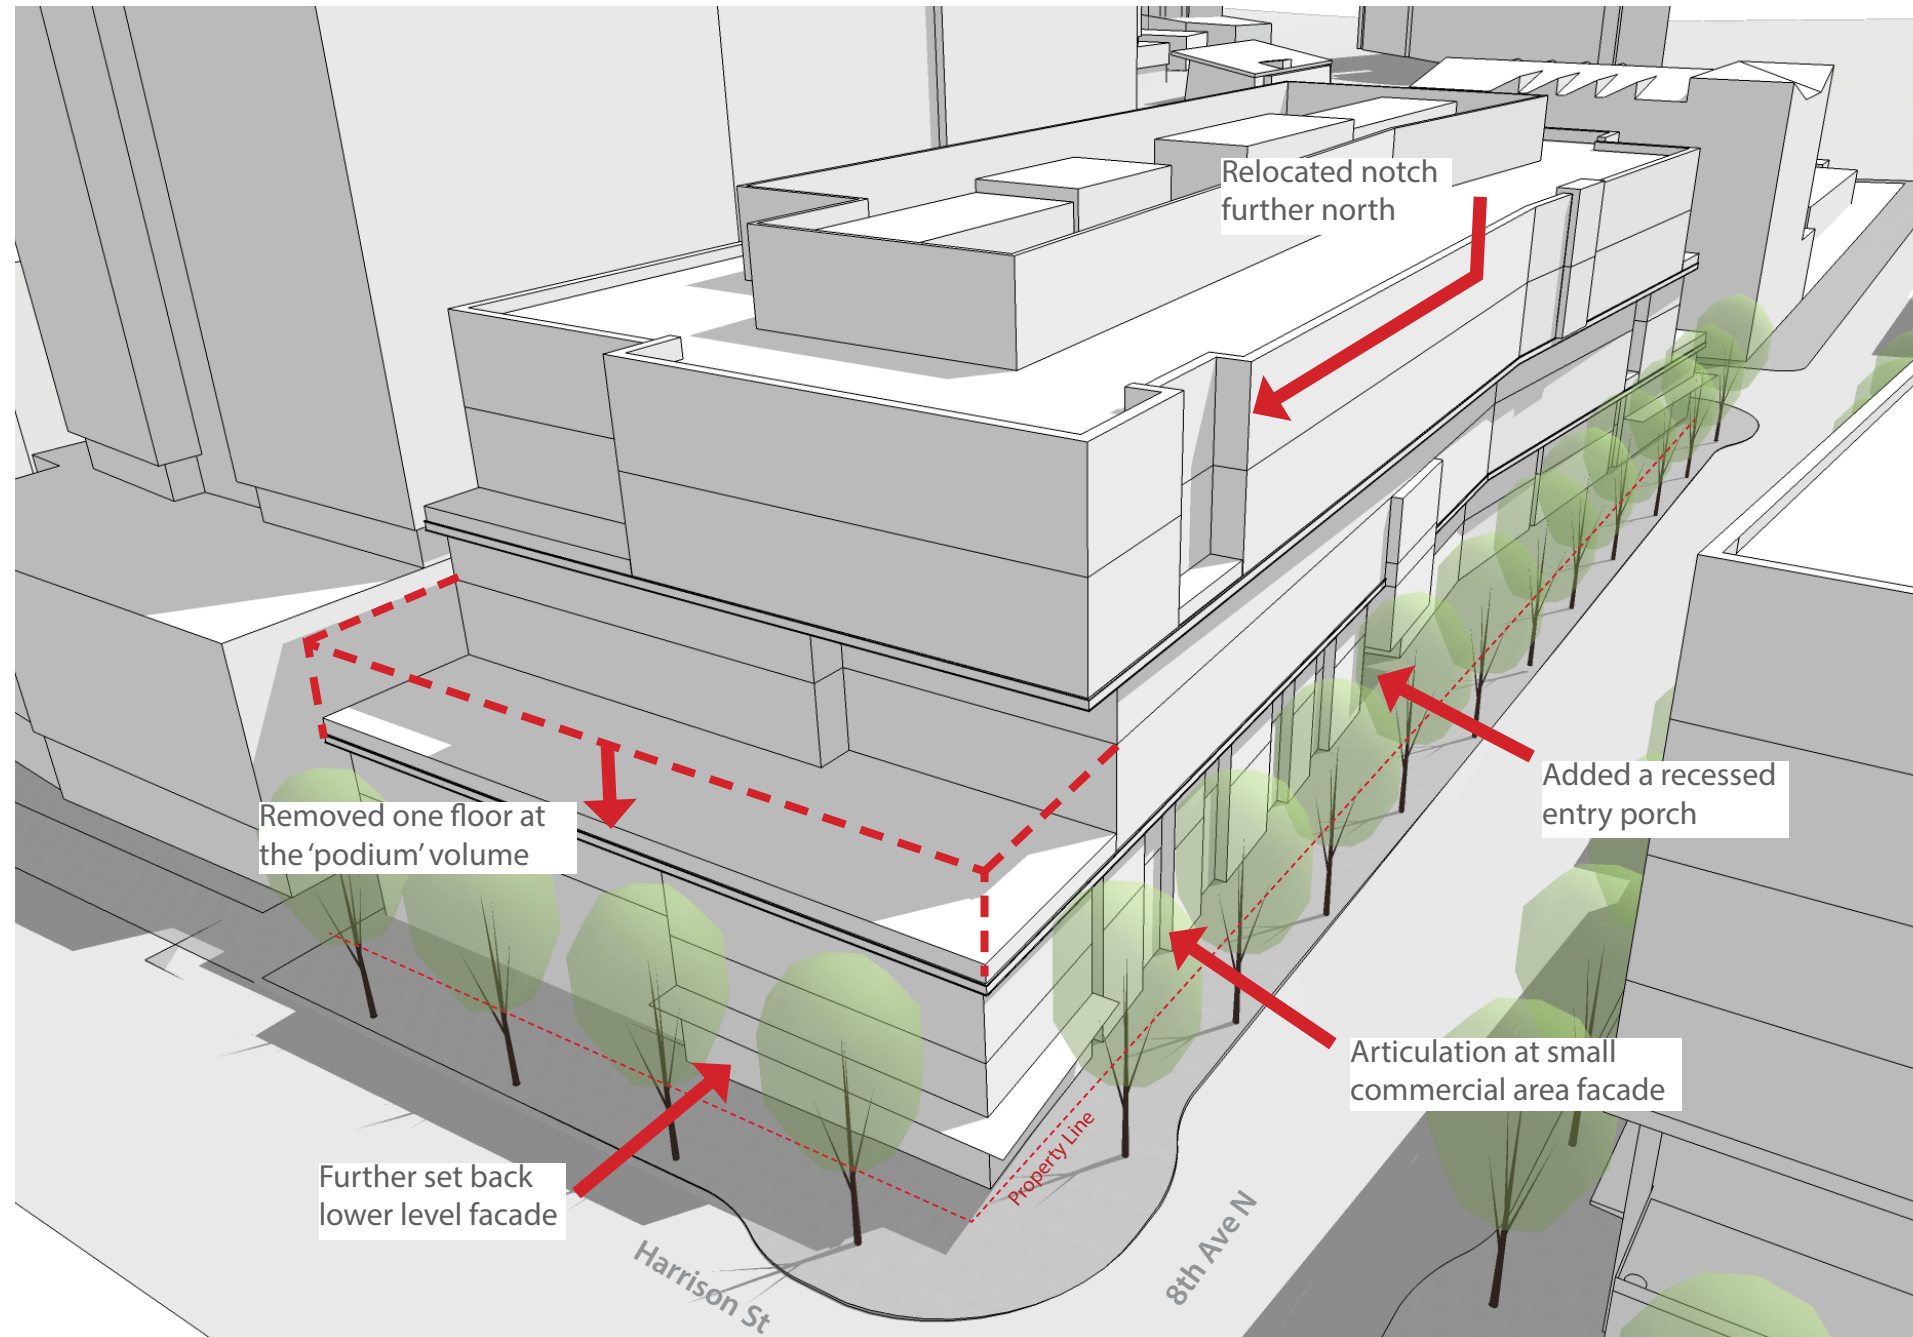 Relocated notch
further north
Added a recessed
entry porch
Removed one floor at
the ‘podium’ volume
Articulation at small
commercial area facade
Further set back
lower level facade
Property Line
Harrison St
8th Ave N